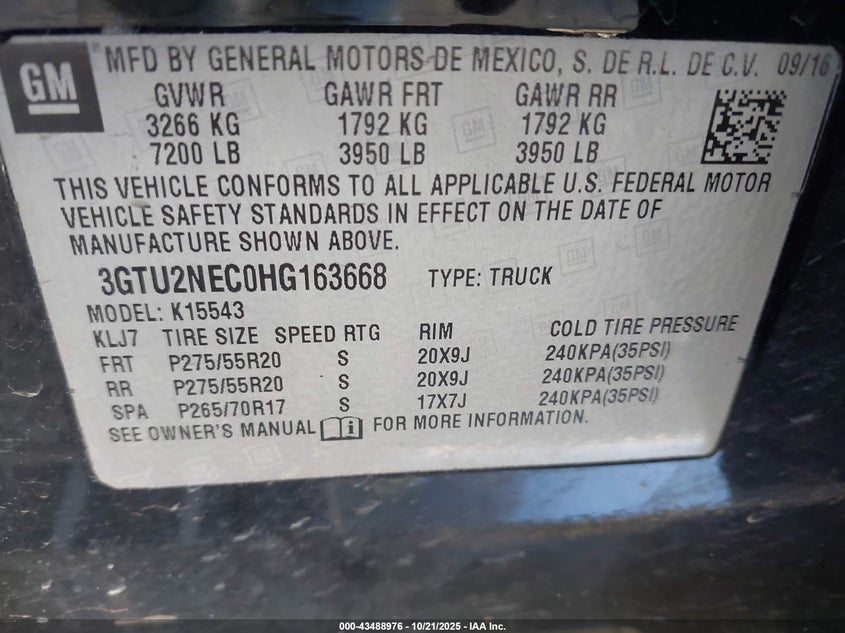 GM
MFD BY GENERAL MOTORS DE MEXICO, S. DE R.L. DE C.V. 09/16
GVWR GAWR FRT GAWR RR
3266 KG 1792 KG 1792 KG
7200 LB 3950 LB 3950 LB
THIS VEHICLE CONFORMS TO ALL APPLICABLE U.S. FEDERAL MOTOR
VEHICLE SAFETY STANDARDS IN EFFECT ON THE DATE OF
MANUFACTURE SHOWN ABOVE.
3GTU2NEC0HG163668 TYPE: TRUCK
MODEL: K15543
KLJ7 TIRE SIZE SPEED RTG RIM COLD TIRE PRESSURE
FRT P275/55R20 S 20X9J 240KPA(35PSI)
RR P275/55R20 S 20X9J 240KPA(35PSI)
SPA P265/70R17 S 17X7J 240KPA(35PSI)
SEE OWNER'S MANUAL i FOR MORE INFORMATION.
000-43488976 - 10/21/2025 - IAA Inc.